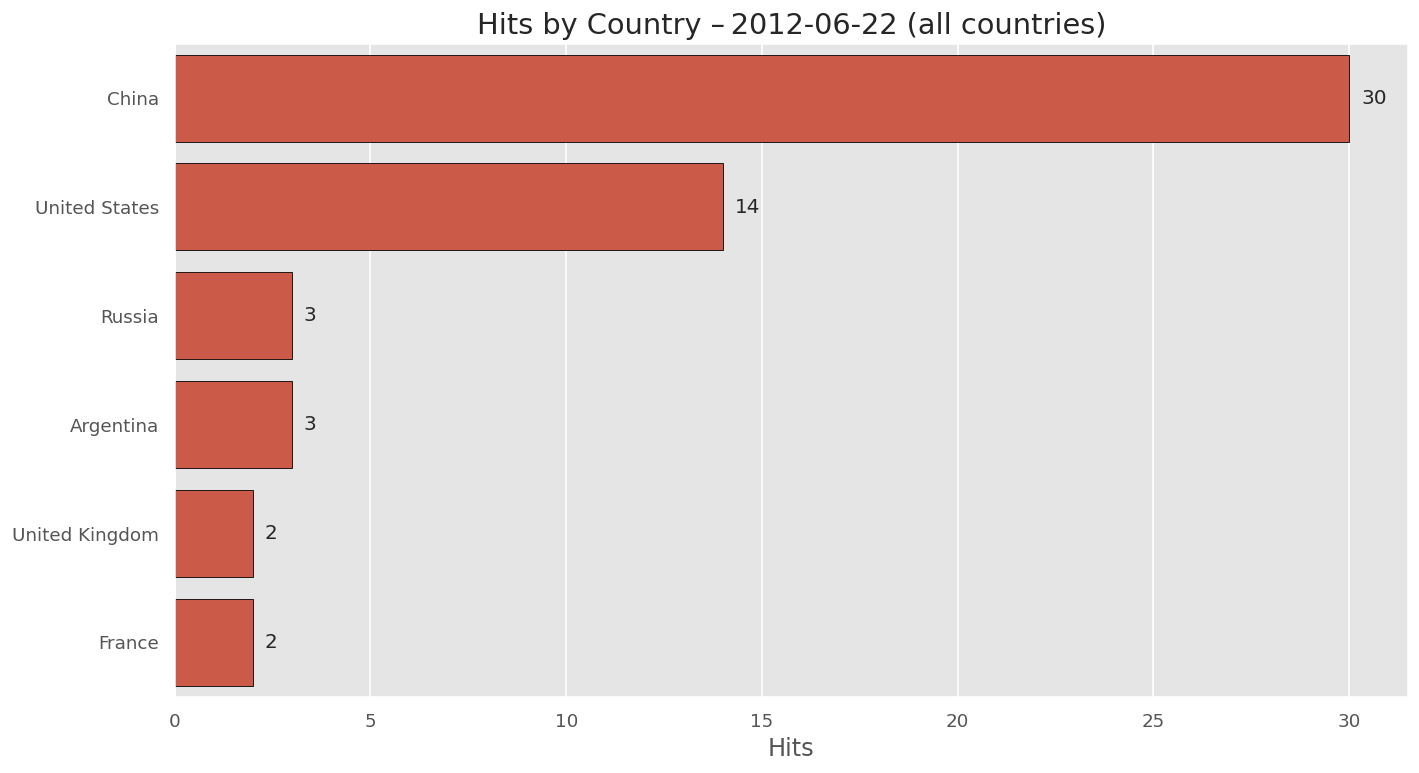 Hits by Country – 2012-06-22 (all countries)
China
30
United States
14
Russia
3
Argentina
3
United Kingdom
2
France
2
0 5 10 15 20 25 30
Hits